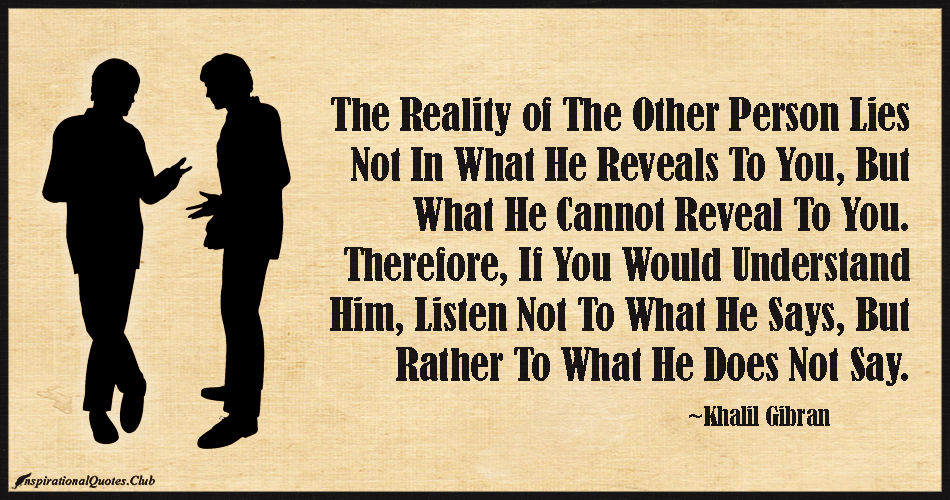 The Reality of The Other Person Lies
Not In What He Reveals To You, But
What He Cannot Reveal To You.
Therefore, If You Would Understand
Him, Listen Not To What He Says, But
Rather To What He Does Not Say.
~Khalil Gibran
InspirationalQuotes.Club